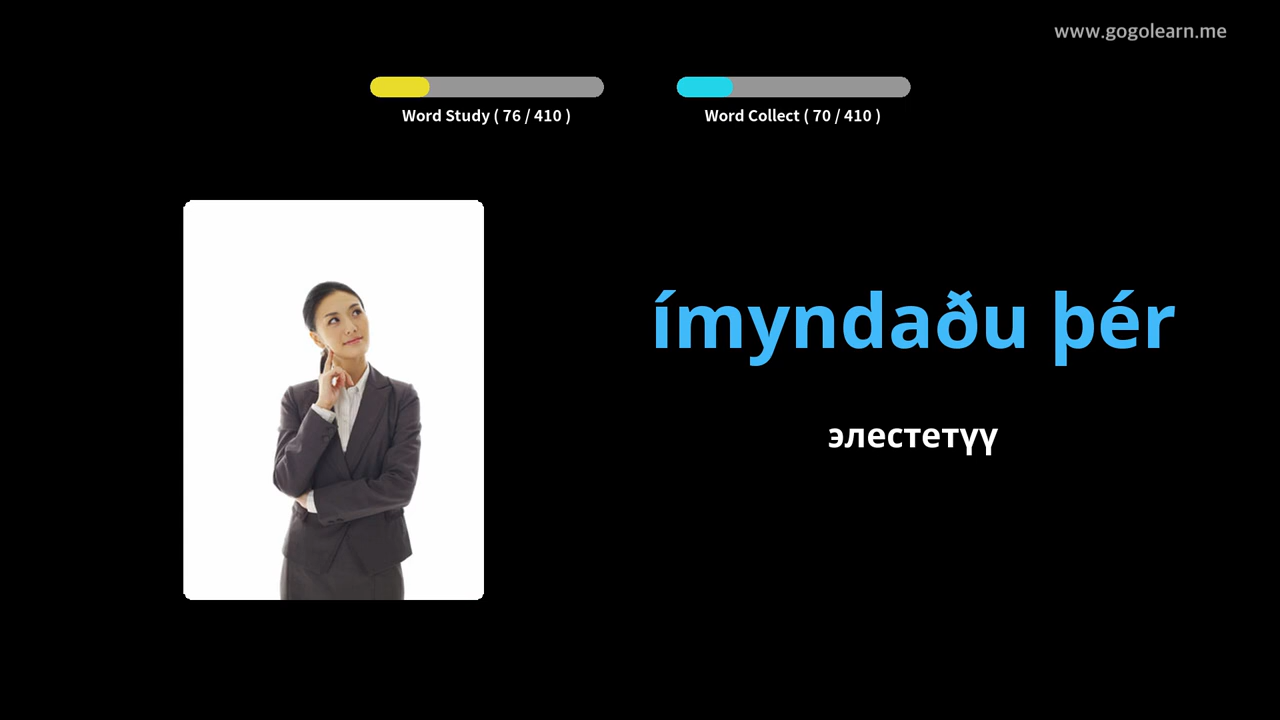 www.gogolearn.me
Word Study ( 76 / 410 )
Word Collect ( 70 / 410 )
ímyndaðu þér
элестетүү